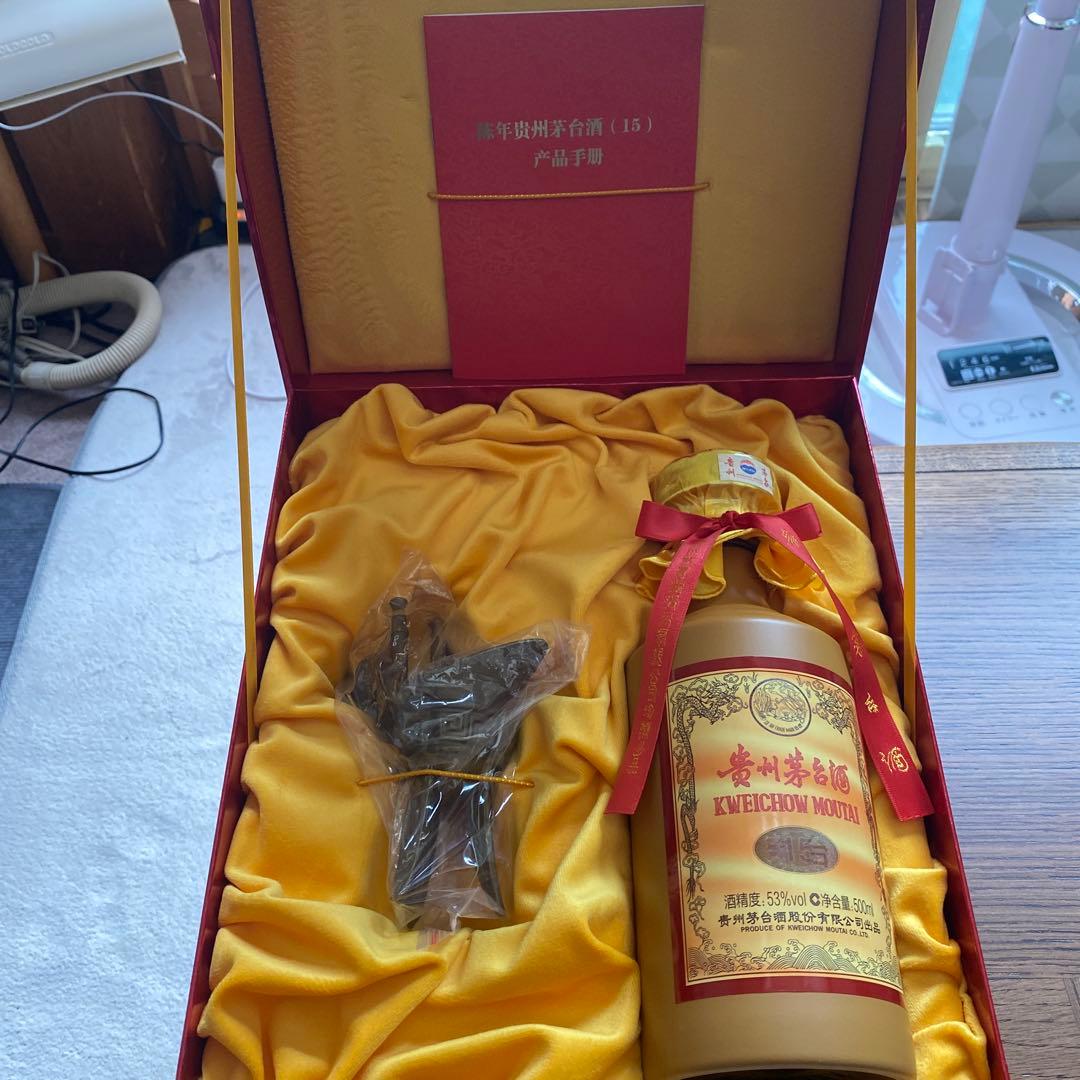 陈年贵州茅台酒(15)
产品手册
贵州茅台酒
KWEICHOW MOUTAI
酒精度:53%vol 净含量:500ml
贵州茅台酒股份有限公司出品
PRODUCE OF KWEICHOW MOUTAI CO., LTD.